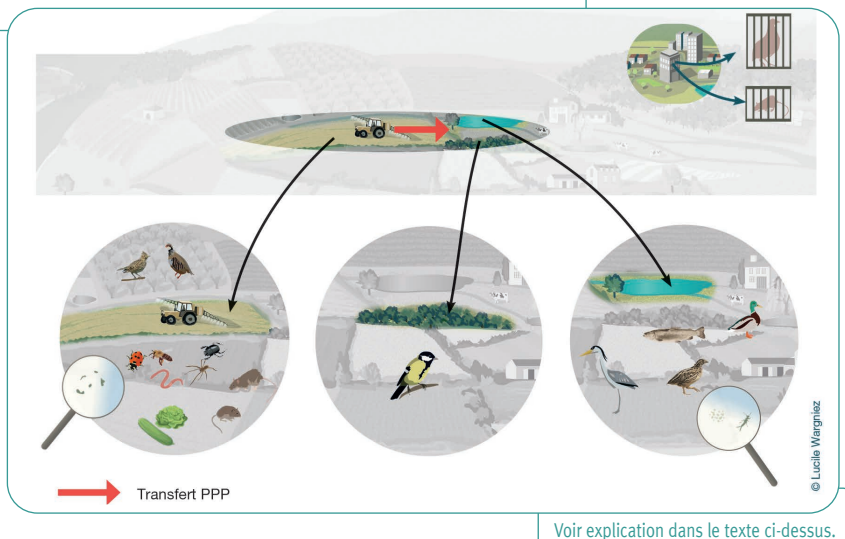 Transfert PPP
© Lucile Wargniez
Voir explication dans le texte ci-dessus.